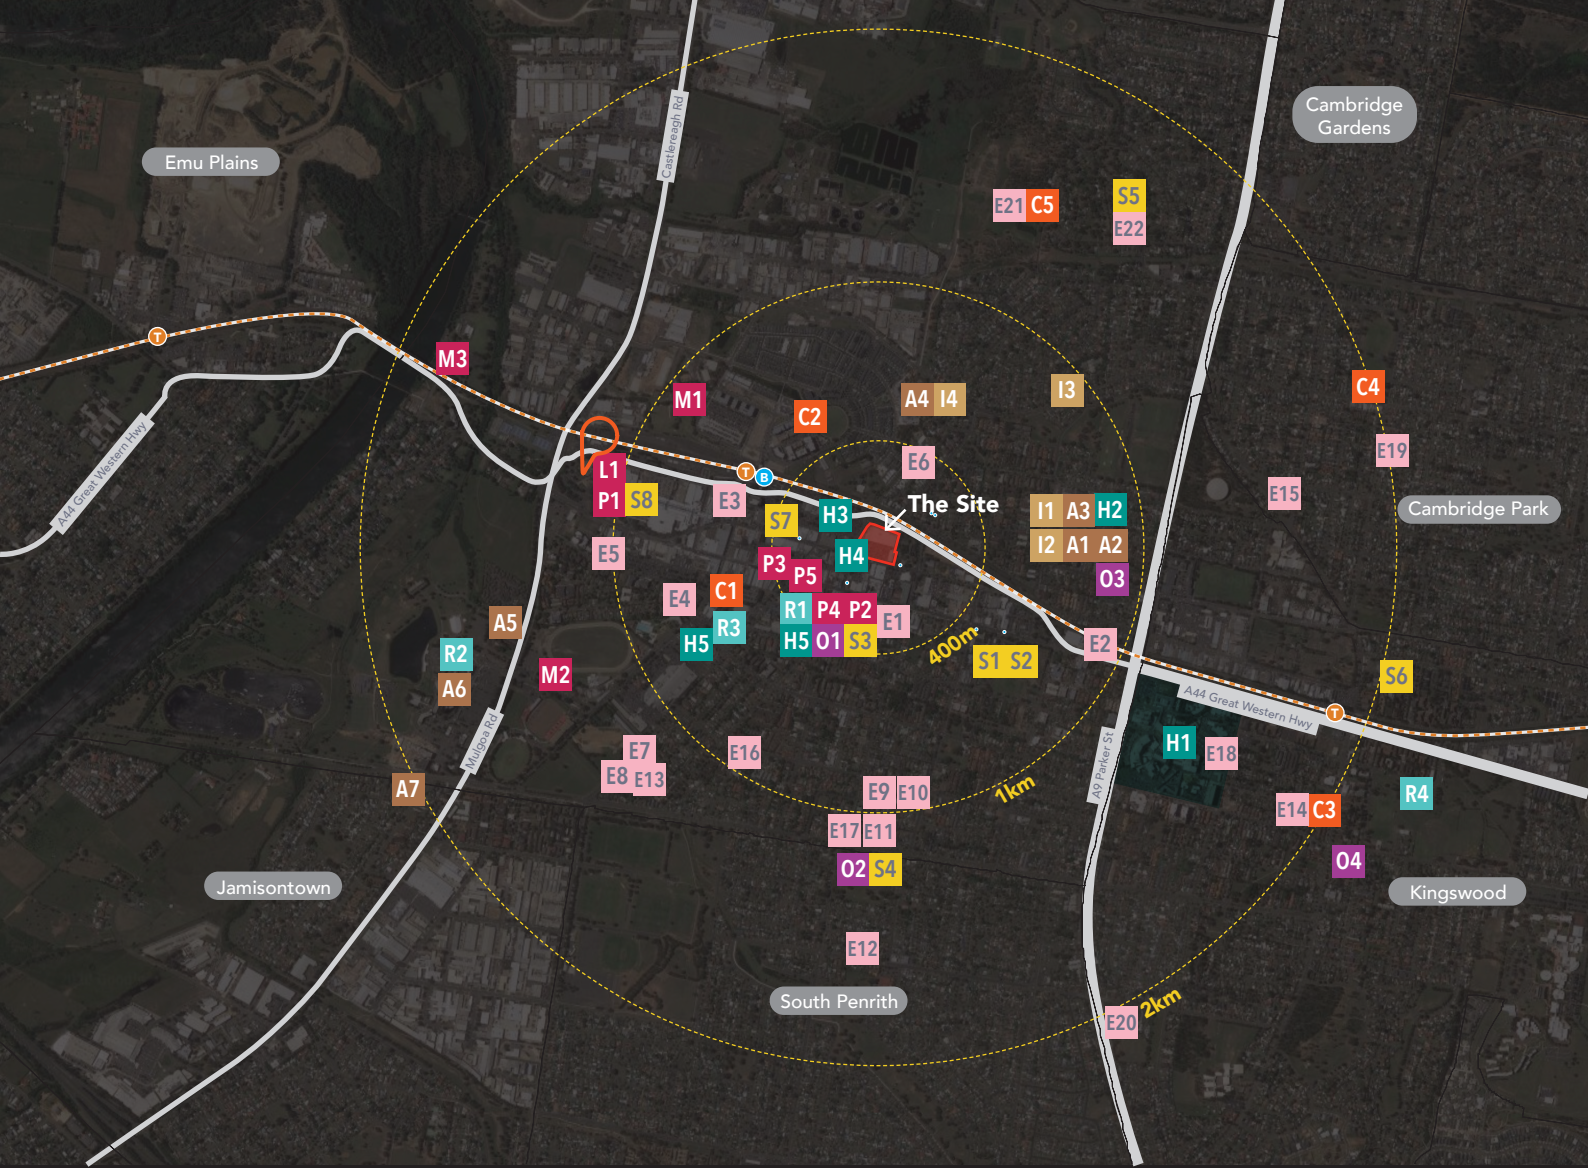 Castlereagh Rd
Cambridge
Gardens
Emu Plains
S5
E21 C5
E22
T
M3
C4
I3
M1
A4 I4
C2
A44 Great Western Hwy
E19
E6
L1
T B
E15
P1 S8
E3
The Site
Cambridge Park
S7
H3
I1 A3 H2
E5
H4
I2 A1 A2
P3
P5
O3
E4
C1
A5
R3
R1 P4 P2
E1
H5
H5 O1 S3
400m
E2
R2
S1 S2
A6
M2
S6
A44 Great Western Hwy
T
Mulgoa Rd
E7
E16
H1
E18
E8 E13
A9 Parker St
A7
E9 E10
1km
R4
E14 C3
E17 E11
O2 S4
O4
Jamisontown
Kingswood
E12
South Penrith
2km
E20